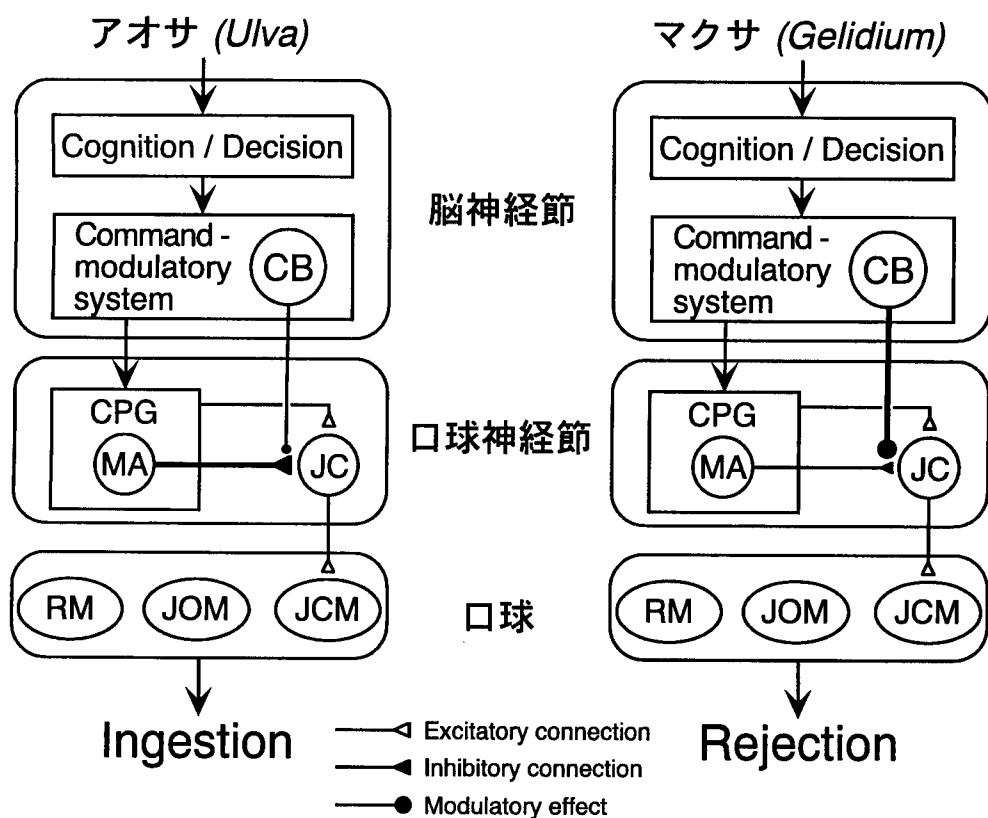 アオサ (Ulva)
Cognition / Decision
Command -
modulatory
system
CB
CPG
MA
JC
RM
JOM
JCM
Ingestion
脳神経節
口球神経節
口球
マクサ (Gelidium)
Cognition / Decision
Command -
modulatory
system
CB
CPG
MA
JC
RM
JOM
JCM
Rejection
Excitatory connection
Inhibitory connection
Modulatory effect